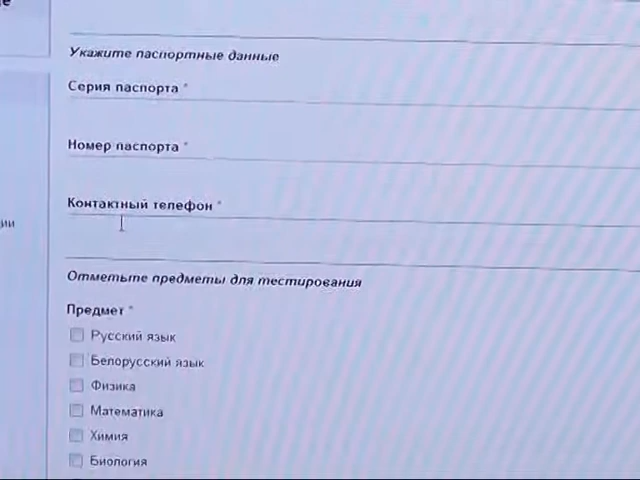 Укажите паспортные данные
Серия паспорта *
Номер паспорта *
Контактный телефон *
ии
Отметьте предметы для тестирования
Предмет *
Русский язык
Белорусский язык
Физика
Математика
Химия
Биология